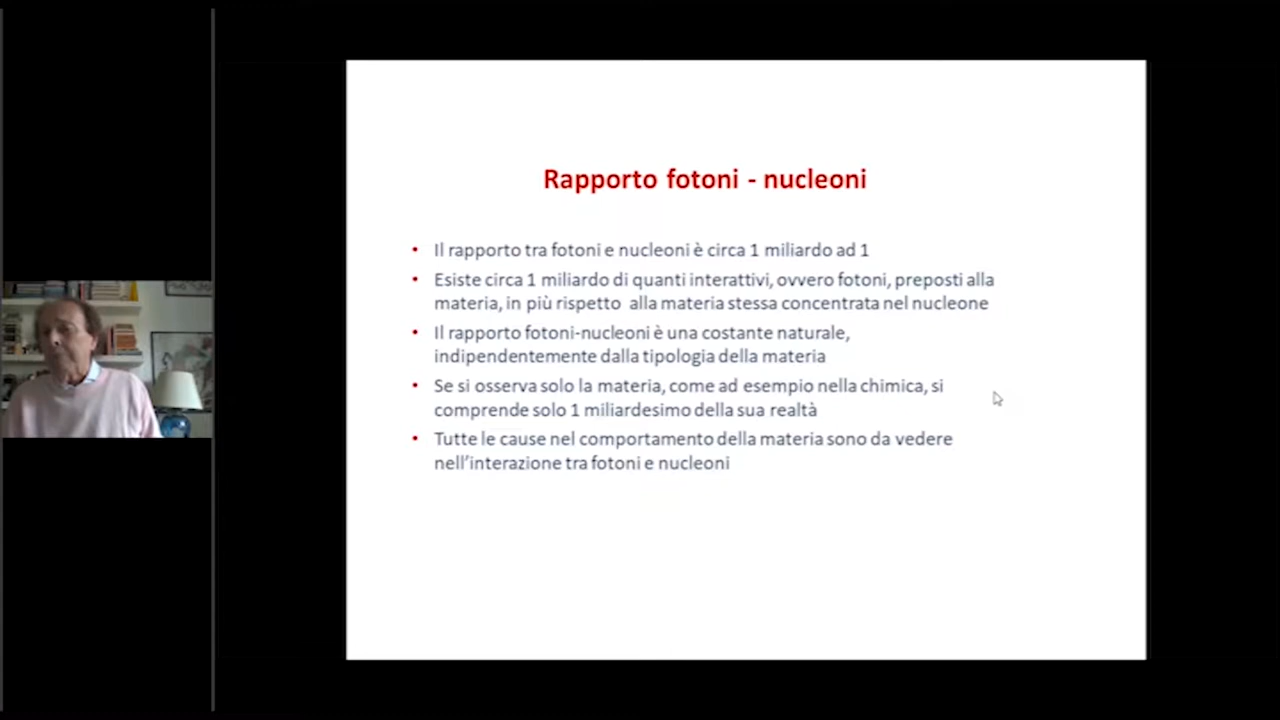 Rapporto fotoni - nucleoni
• Il rapporto tra fotoni e nucleoni è circa 1 miliardo ad 1
• Esiste circa 1 miliardo di quanti interattivi, ovvero fotoni, preposti alla
materia, in più rispetto alla materia stessa concentrata nel nucleone
• Il rapporto fotoni-nucleoni è una costante naturale,
indipendentemente dalla tipologia della materia
• Se si osserva solo la materia, come ad esempio nella chimica, si
comprende solo 1 miliardesimo della sua realtà
• Tutte le cause nel comportamento della materia sono da vedere
nell'interazione tra fotoni e nucleoni